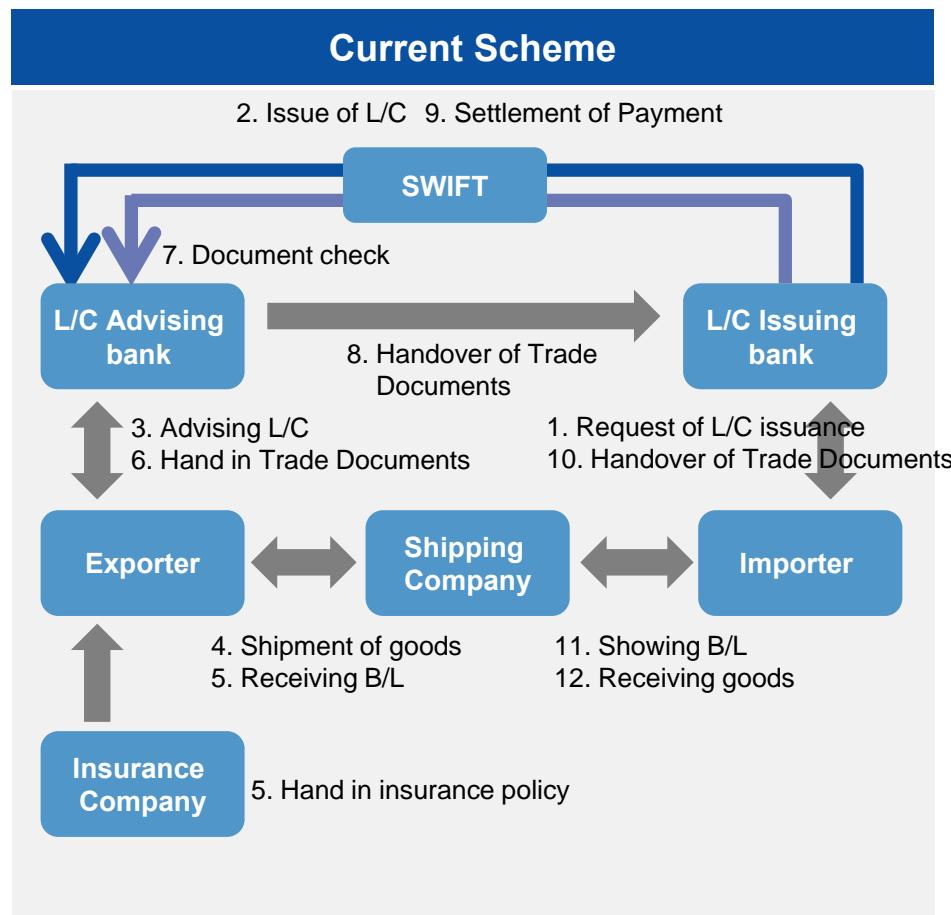 Current Scheme
2. Issue of L/C 9. Settlement of Payment
SWIFT
7. Document check
L/C Advising
bank
L/C Issuing
bank
8. Handover of Trade
Documents
3. Advising L/C
6. Hand in Trade Documents
1. Request of L/C issuance
10. Handover of Trade Documents
Exporter
Shipping
Company
Importer
4. Shipment of goods
5. Receiving B/L
11. Showing B/L
12. Receiving goods
Insurance
Company
5. Hand in insurance policy